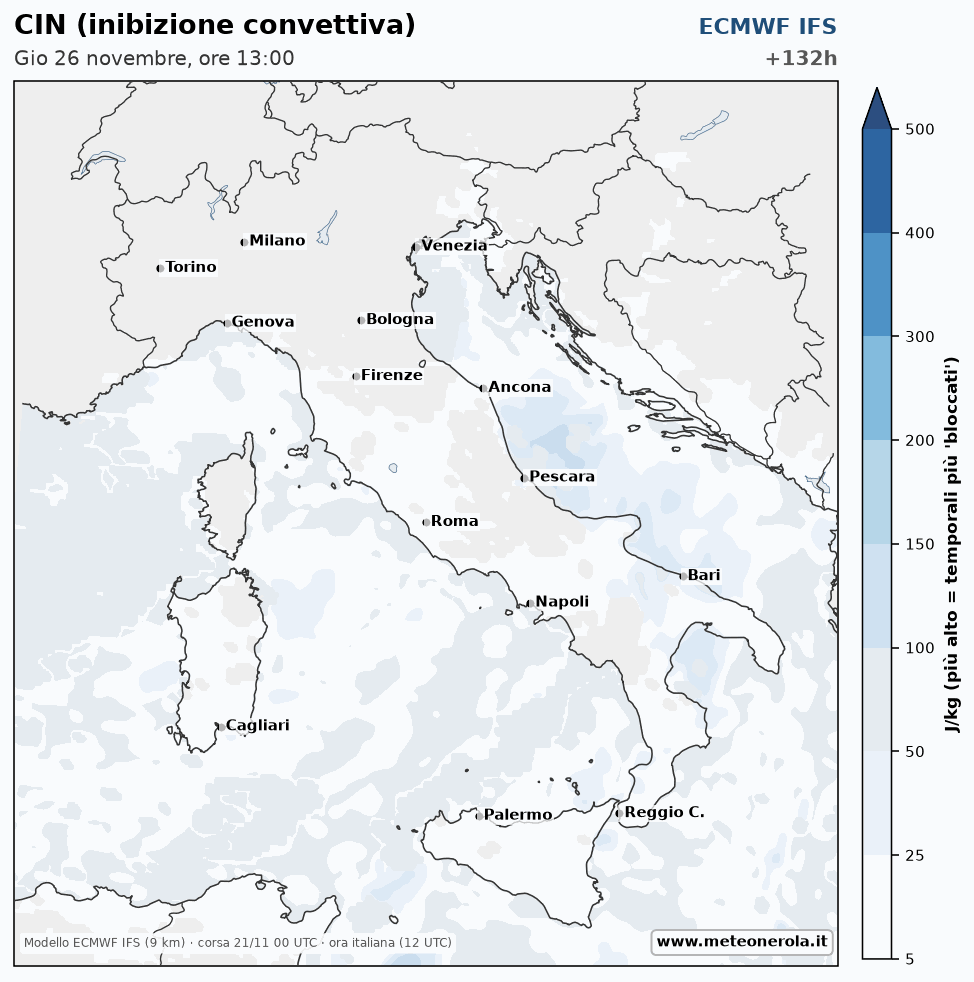 CIN (inibizione convettiva)
ECMWF IFS
Gio 26 novembre, ore 13:00
+132h
Milano
Venezia
Torino
Genova
Bologna
Firenze
Ancona
Pescara
Roma
Bari
Napoli
Cagliari
Palermo
Reggio C.
Modello ECMWF IFS (9 km) · corsa 21/11 00 UTC · ora italiana (12 UTC)
www.meteonerola.it
500
400
300
200
150
100
50
25
5
J/kg (più alto = temporali più 'bloccati')